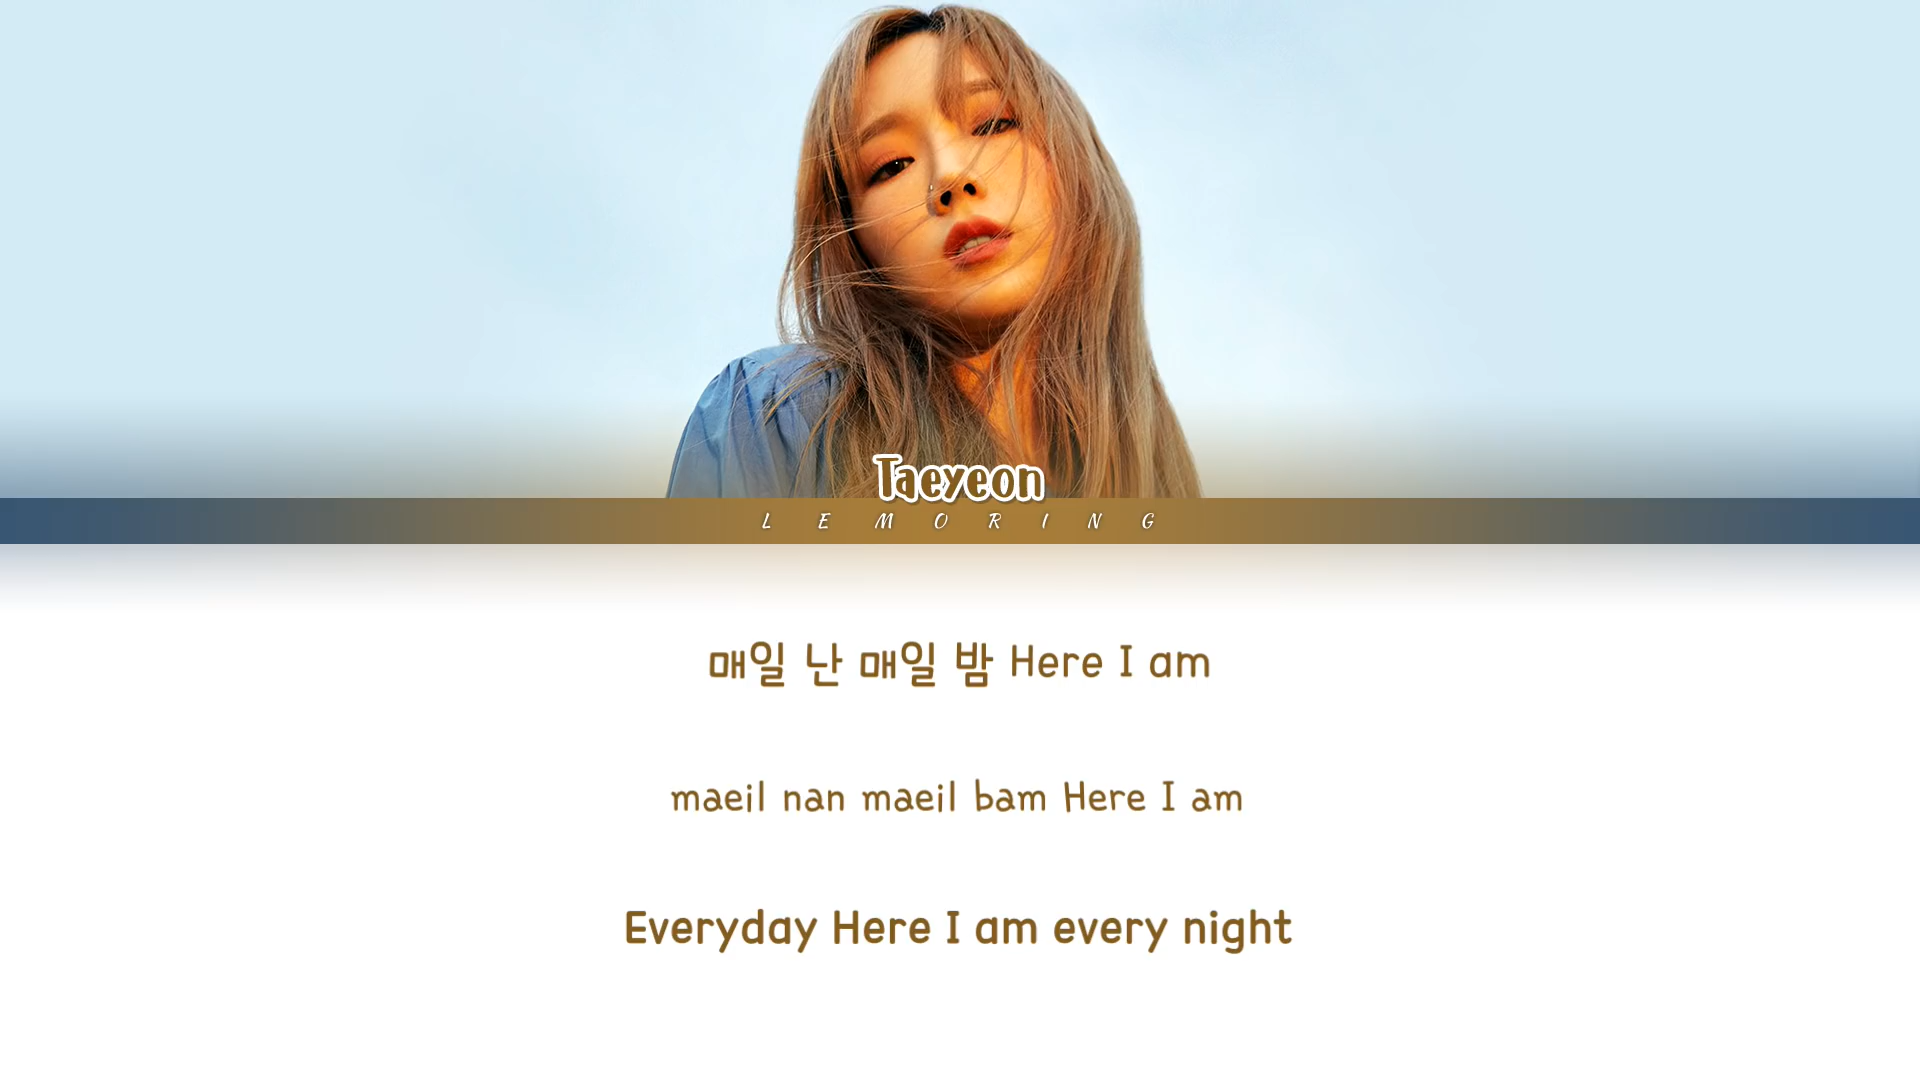 Taeyeon
LEMORING
매일 난 매일 밤 Here I am
maeil nan maeil bam Here I am
Everyday Here I am every night